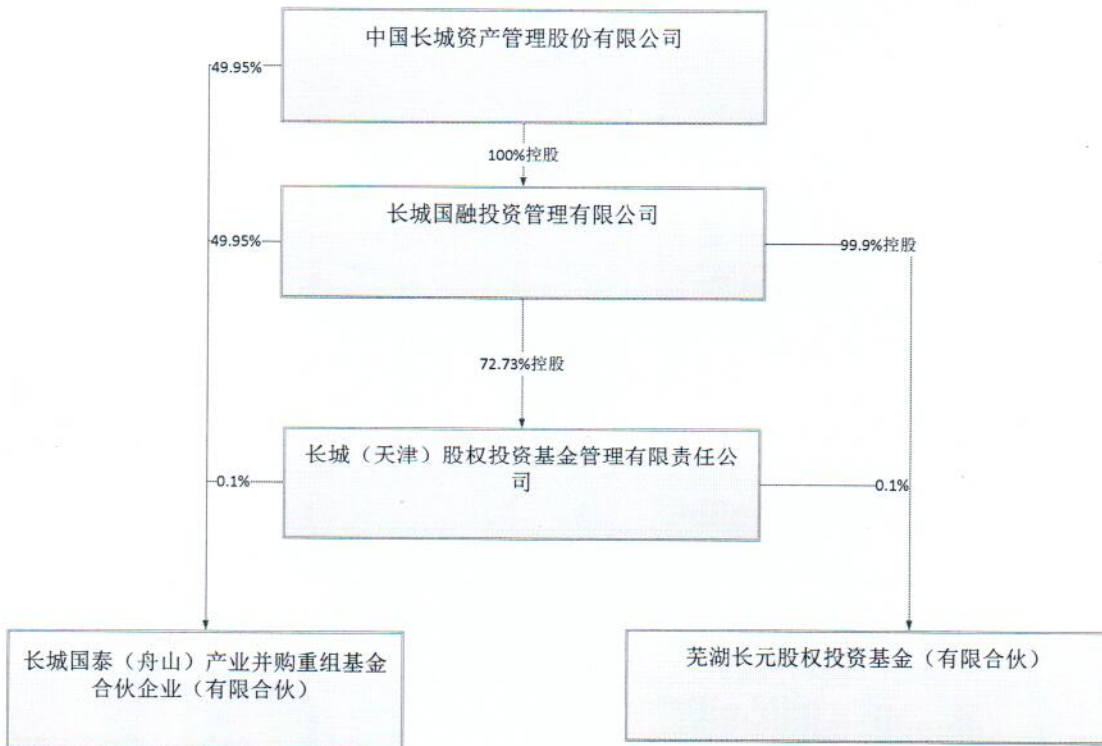 中国长城资产管理股份有限公司
49.95%
100%控股
长城国融投资管理有限公司
49.95%
99.9%控股
72.73%控股
长城（天津）股权投资基金管理有限责任公
司
0.1%
0.1%
长城国泰（舟山）产业并购重组基金
合伙企业（有限合伙）
芜湖长元股权投资基金（有限合伙）